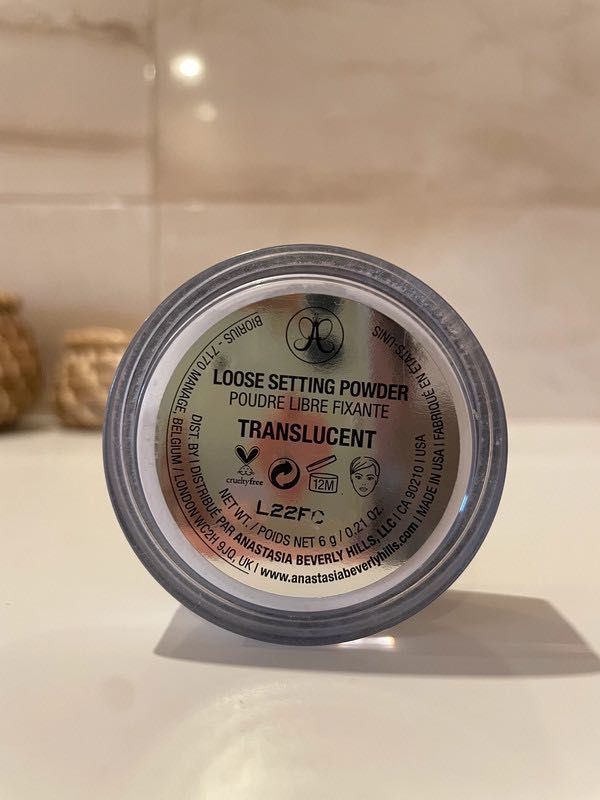 LOOSE SETTING POWDER
POUDRE LIBRE FIXANTE
TRANSLUCENT
crueltyfree
12M
L22FC
NET WT. / POIDS NET 6 g / 0.21 OZ.
DIST. BY | DISTRIBUÉ PAR ANASTASIA BEVERLY HILLS, LLC | CA 90210 | USA
BIORIUS - 7170 MANAGE, BELGIUM / LONDON WC2H 9JQ, UK | www.anastasiabeverlyhills.com | MADE IN USA | FABRIQUÉ EN ÉTATS-UNIS